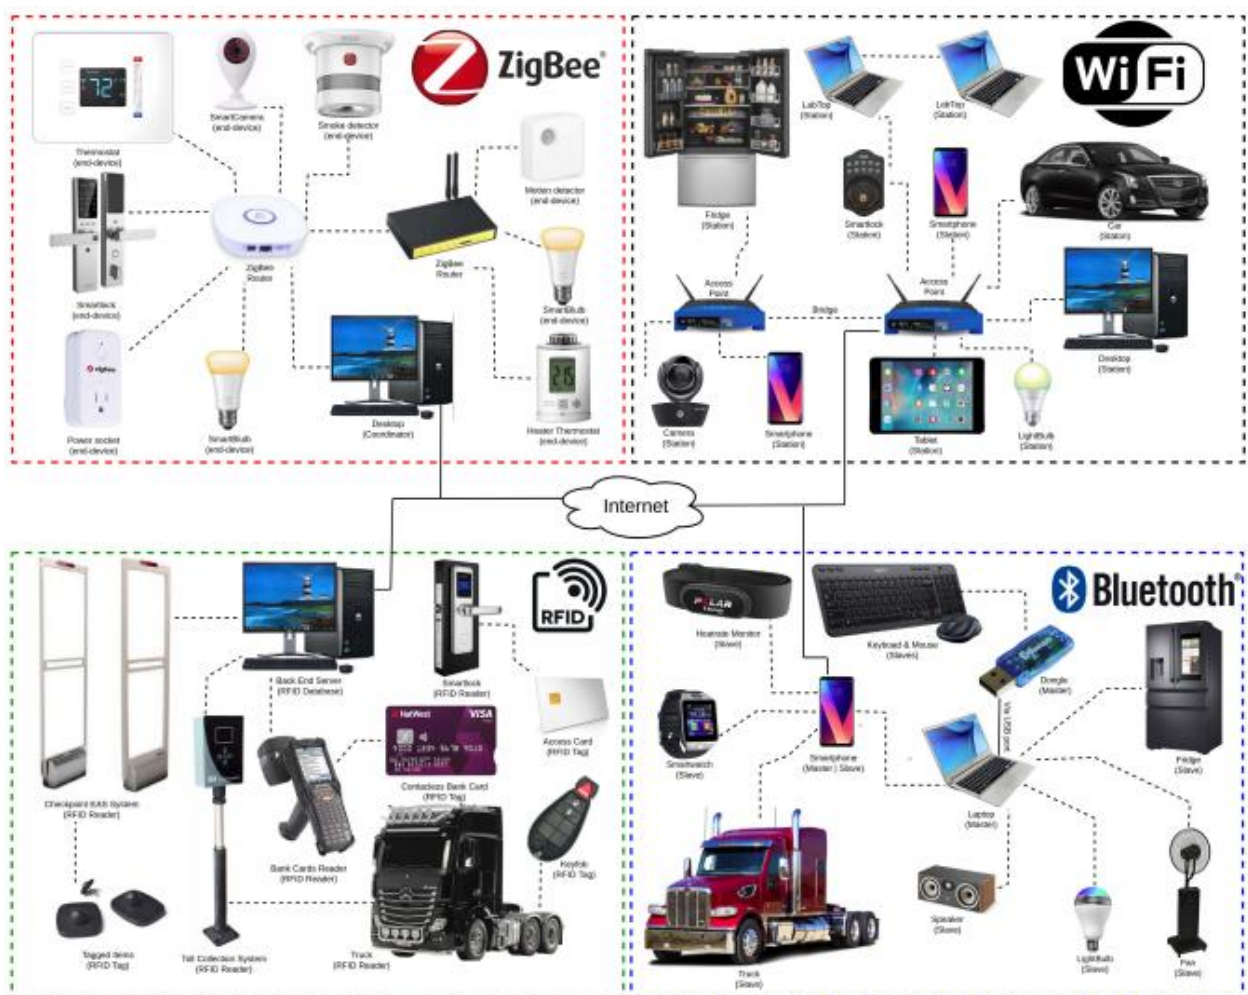 ZigBee®
72
SmartCamera
(end-device)
Smoke detector
(end-device)
Thermostat
(end-device)
Motion detector
(end-device)
ZigBee
Router
ZigBee
Router
Smartlock
(end-device)
SmartBulb
(end-device)
zigbee
215
Power socket
(end-device)
SmartBulb
(end-device)
Desktop
(Coordinator)
Heater Thermostat
(end-device)
WiFi
LabTop
(Station)
LabTop
(Station)
Fridge
(Station)
Smartlock
(Station)
Smartphone
(Station)
Car
(Station)
Access
Point
Access
Point
Bridge
Desktop
(Station)
Camera
(Station)
Smartphone
(Station)
Tablet
(Station)
LightBulb
(Station)
Internet
RFID
Back End Server
(RFID Database)
Smartlock
(RFID Reader)
Access Card
(RFID Tag)
NatWest
VISA
Contactless Bank Card
(RFID Tag)
Checkpoint EAS System
(RFID Reader)
Bank Cards Reader
(RFID Reader)
Keyfob
(RFID Tag)
Tagged Items
(RFID Tag)
Toll Collection System
(RFID Reader)
Truck
(RFID Reader)
Bluetooth®
POLAR
Heartrate Monitor
(Slave)
Keyboad & Mouse
(Slaves)
Dongle
(Master)
Via USB port
Smartwatch
(Slave)
Smartphone
(Master | Slave)
Fridge
(Slave)
Laptop
(Master)
Speaker
(Slave)
LightBulb
(Slave)
Fan
(Slave)
Truck
(Slave)